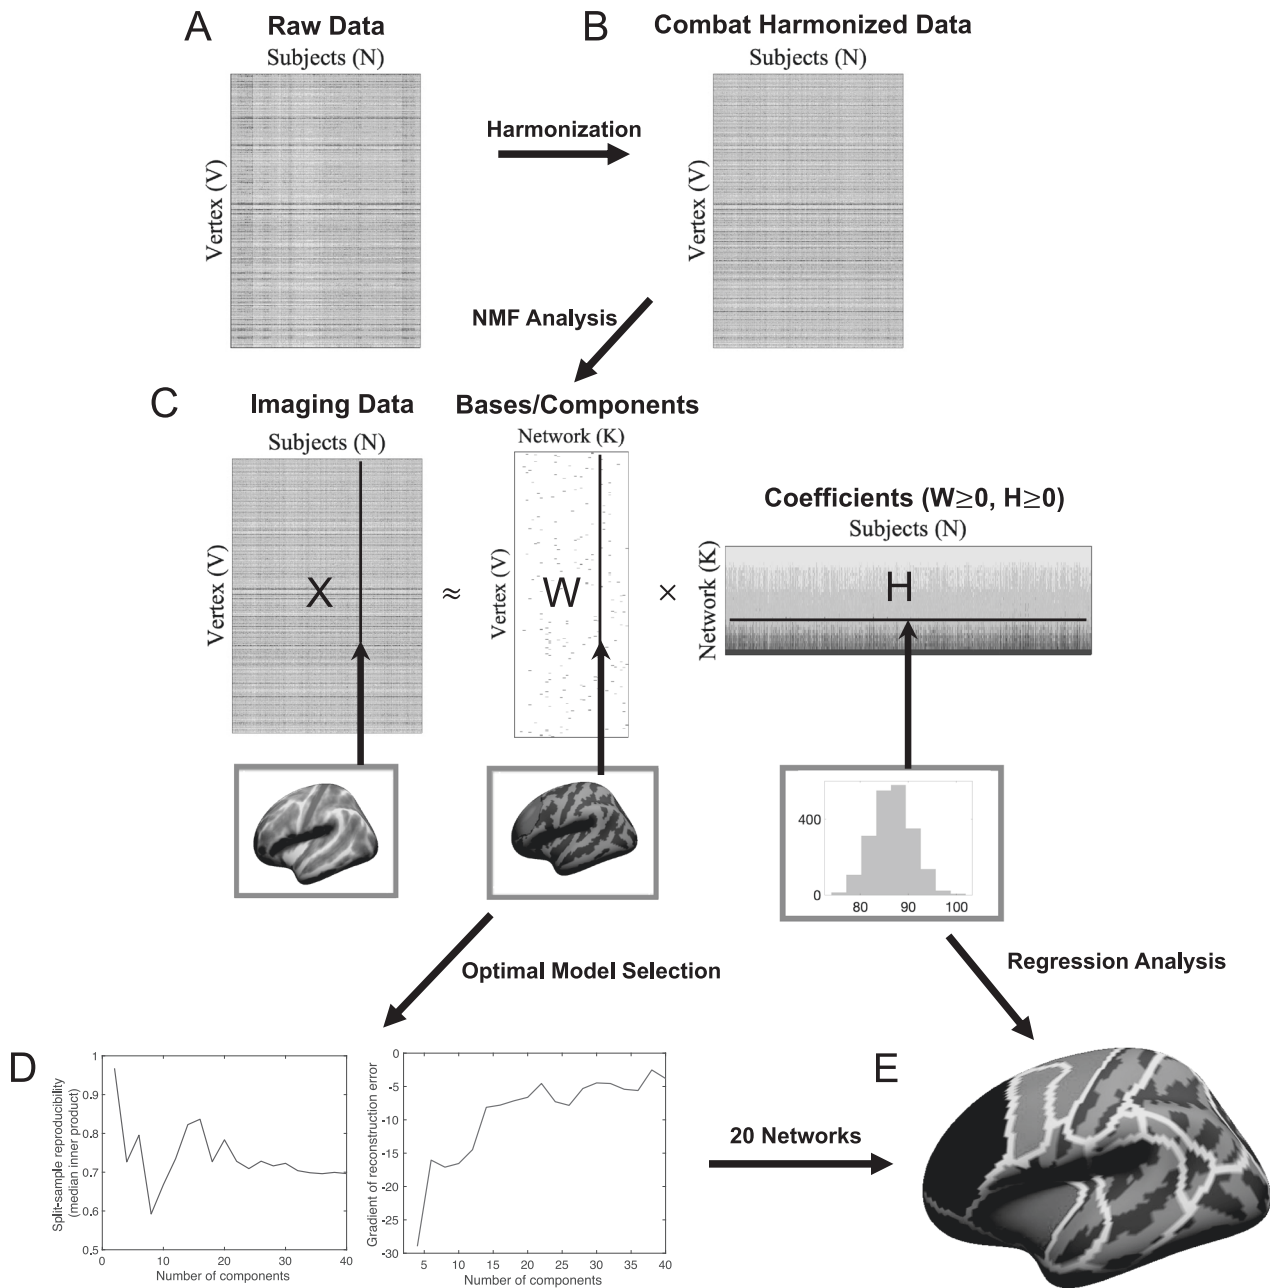 A
Raw Data
Subjects (N)
Vertex (V)
Harmonization
B
Combat Harmonized Data
Subjects (N)
Vertex (V)
NMF Analysis
C
Imaging Data
Subjects (N)
Vertex (V)
X
≈
Bases/Components
Network (K)
Vertex (V)
W
×
Coefficients (W≥0, H≥0)
Subjects (N)
Network (K)
H
400
0
80 90 100
Optimal Model Selection
Regression Analysis
D
Split-sample reproducibility
(median inner product)
1
0.9
0.8
0.7
0.6
0.5
0 10 20 30 40
Number of components
Gradient of reconstruction error
0
-5
-10
-15
-20
-25
-30
5 10 15 20 25 30 35 40
Number of components
20 Networks
E